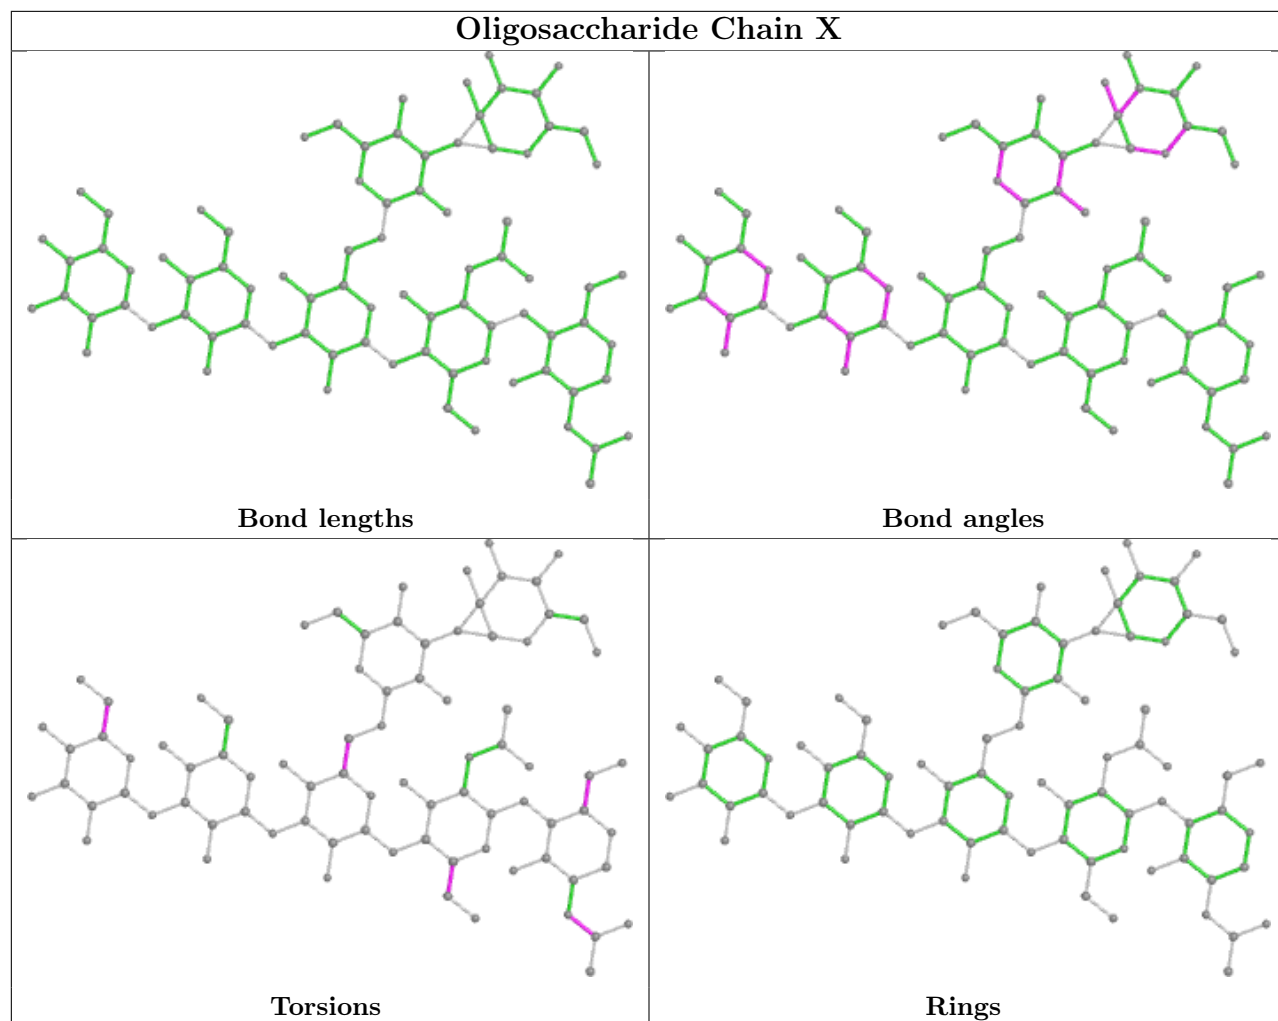 Oligosaccharide Chain X
Bond lengths
Bond angles
Torsions
Rings